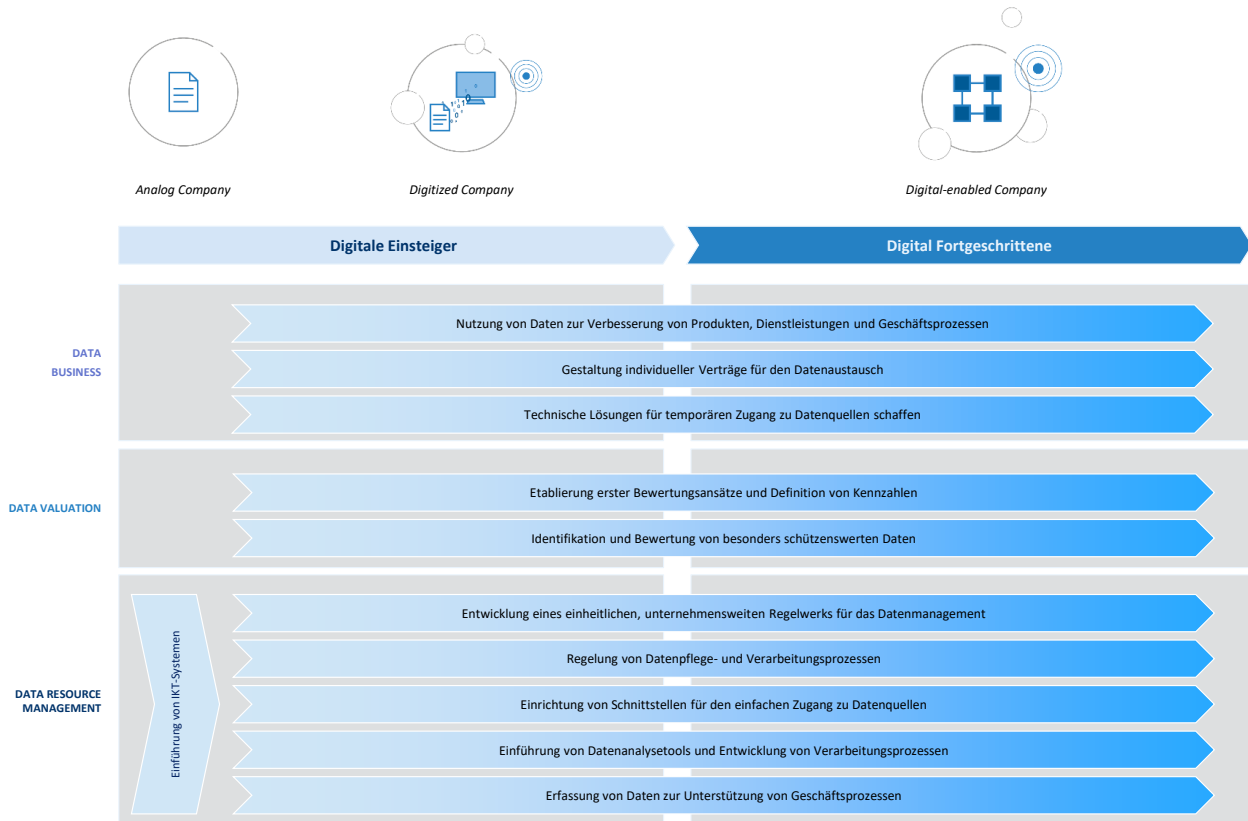 Analog Company
Digitized Company
Digital-enabled Company
Digitale Einsteiger
Digital Fortgeschrittene
DATA
BUSINESS
Nutzung von Daten zur Verbesserung von Produkten, Dienstleistungen und Geschäftsprozessen
Gestaltung individueller Verträge für den Datenaustausch
Technische Lösungen für temporären Zugang zu Datenquellen schaffen
DATA VALUATION
Etablierung erster Bewertungsansätze und Definition von Kennzahlen
Identifikation und Bewertung von besonders schützenswerten Daten
DATA RESOURCE
MANAGEMENT
Einführung von IKT-Systemen
Entwicklung eines einheitlichen, unternehmensweiten Regelwerks für das Datenmanagement
Regelung von Datenpflege- und Verarbeitungsprozessen
Einrichtung von Schnittstellen für den einfachen Zugang zu Datenquellen
Einführung von Datenanalysetools und Entwicklung von Verarbeitungsprozessen
Erfassung von Daten zur Unterstützung von Geschäftsprozessen